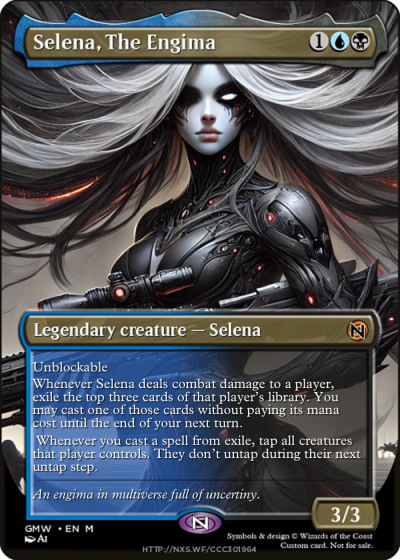 Selena, The Engima 1
Legendary creature — Selena
Unblockable
Whenever Selena deals combat damage to a player,
exile the top three cards of that player's library. You
may cast one of those cards without paying its mana
cost until the end of your next turn.
Whenever you cast a spell from exile, tap all creatures
that player controls. They don't untap during their next
untap step.
An engima in multiverse full of uncertiny.
3/3
GMW • EN M
AI
N
Symbols & design © Wizards of the Coast
Custom card. Not for sale.
HTTP://NXS.WF/CCC301964